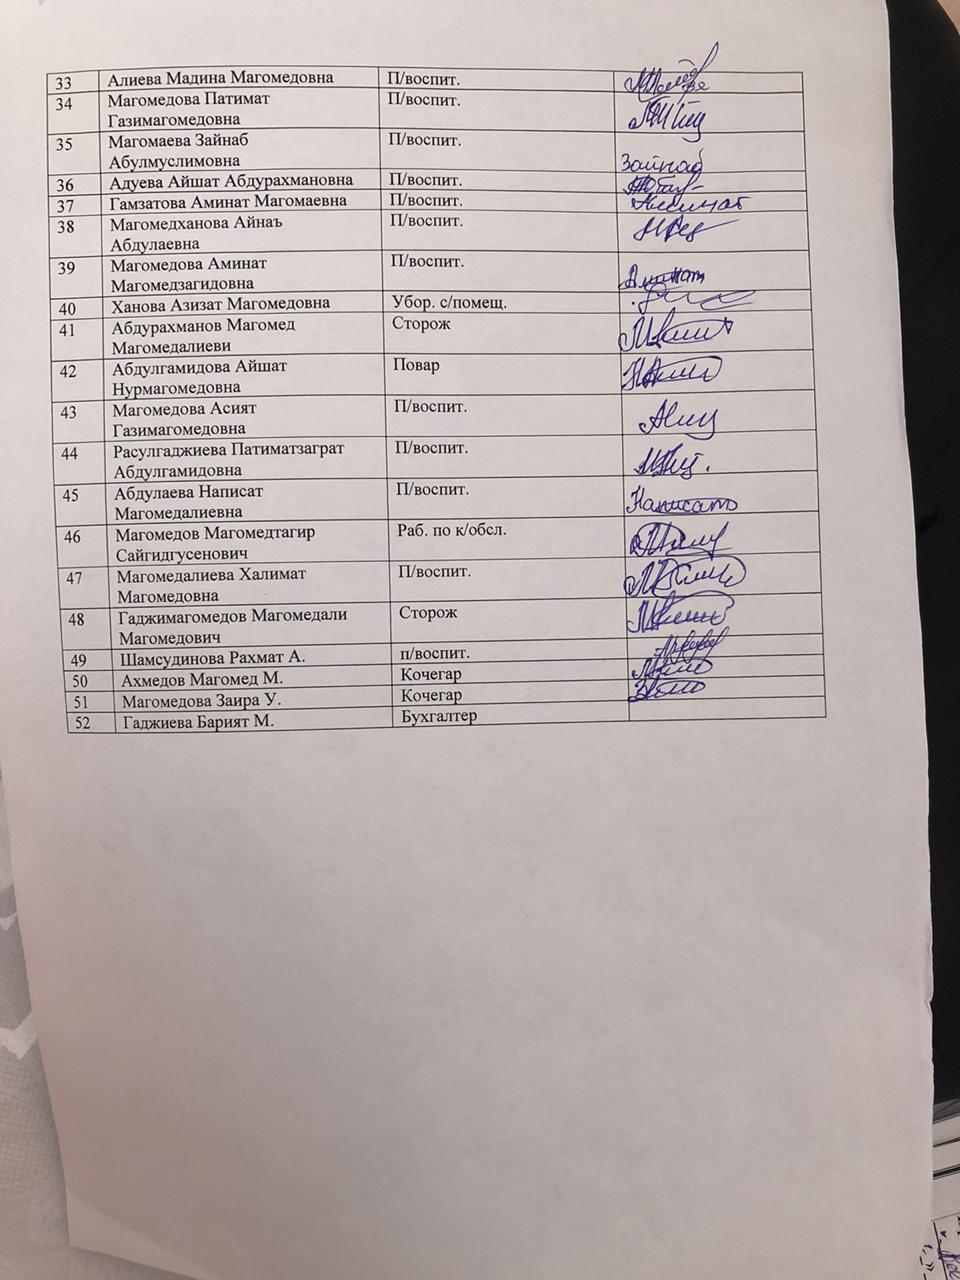 33 Алиева Мадина Магомедовна П/воспит.
34 Магомедова Патимат П/воспит.
Газимагомедовна
35 Магомаева Зайнаб П/воспит.
Абулмуслимовна Зайнаб
36 Адуева Айшат Абдурахмановна П/воспит.
37 Гамзатова Аминат Магомаевна П/воспит. Аминат
38 Магомедханова Айнаъ П/воспит.
Абдулаевна
39 Магомедова Аминат П/воспит.
Магомедзагидовна Аминат
40 Ханова Азизат Магомедовна Убор. с/помещ.
41 Абдурахманов Магомед Сторож
Магомедалиеви
42 Абдулгамидова Айшат Повар
Нурмагомедовна
43 Магомедова Асият П/воспит.
Газимагомедовна
44 Расулгаджиева Патиматзаграт П/воспит.
Абдулгамидовна
45 Абдулаева Написат П/воспит.
Магомедалиевна Написат
46 Магомедов Магомедтагир Раб. по к/обсл.
Сайгидгусенович
47 Магомедалиева Халимат П/воспит.
Магомедовна
48 Гаджимагомедов Магомедали Сторож
Магомедович
49 Шамсудинова Рахмат А. п/воспит.
50 Ахмедов Магомед М. Кочегар
51 Магомедова Заира У. Кочегар
52 Гаджиева Барият М. Бухгалтер